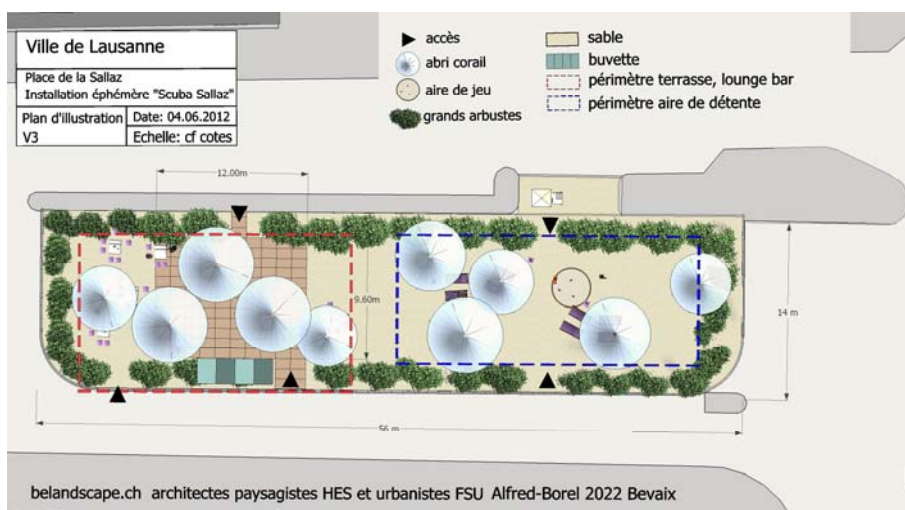 Ville de Lausanne
Place de la Sallaz
Installation éphémère "Scuba Sallaz"
Plan d'illustration
V3
Date: 04.06.2012
Echelle: cf cotes
accès
abri corail
aire de jeu
grands arbustes
sable
buvette
périmètre terrasse, lounge bar
périmètre aire de détente
12.00m
9.60m
14 m
56 m
belandscape.ch architectes paysagistes HES et urbanistes FSU Alfred-Borel 2022 Bevaix